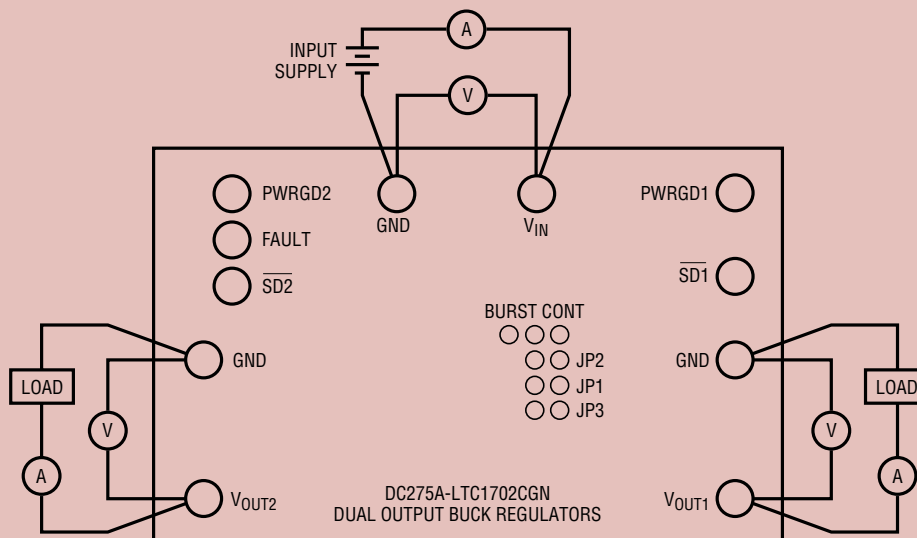 A
INPUT
SUPPLY
V
PWRGD2
GND
VIN
PWRGD1
FAULT
SD2
SD1
BURST CONT
GND
JP2
GND
LOAD
JP1
LOAD
JP3
V
V
A
A
VOUT2
DC275A-LTC1702CGN
DUAL OUTPUT BUCK REGULATORS
VOUT1